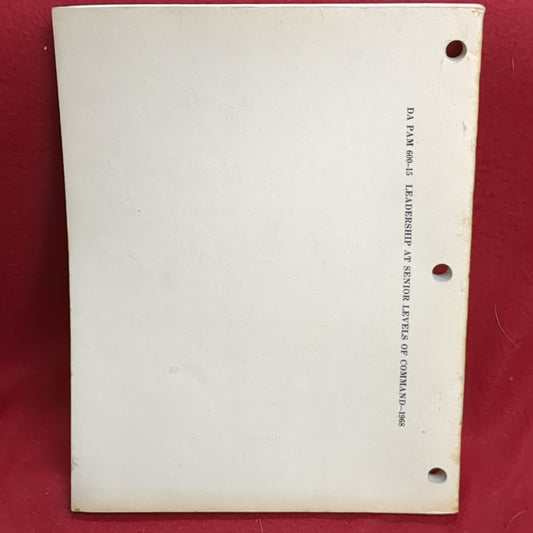 DA PAM 600-15 LEADERSHIP AT SENIOR LEVELS OF COMMAND—1968